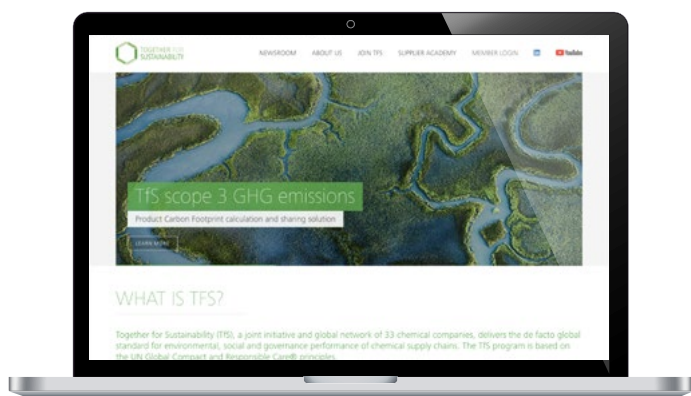 TOGETHER FOR
SUSTAINABILITY
NEWSROOM ABOUT US JOIN TFS SUPPLIER ACADEMY MEMBER LOGIN in YouTube
TfS scope 3 GHG emissions
Product Carbon Footprint calculation and sharing solution
LEARN MORE
WHAT IS TFS?
Together for Sustainability (TfS), a joint initiative and global network of 33 chemical companies, delivers the de facto global
standard for environmental, social and governance performance of chemical supply chains. The TfS program is based on
the UN Global Compact and Responsible Care® principles.